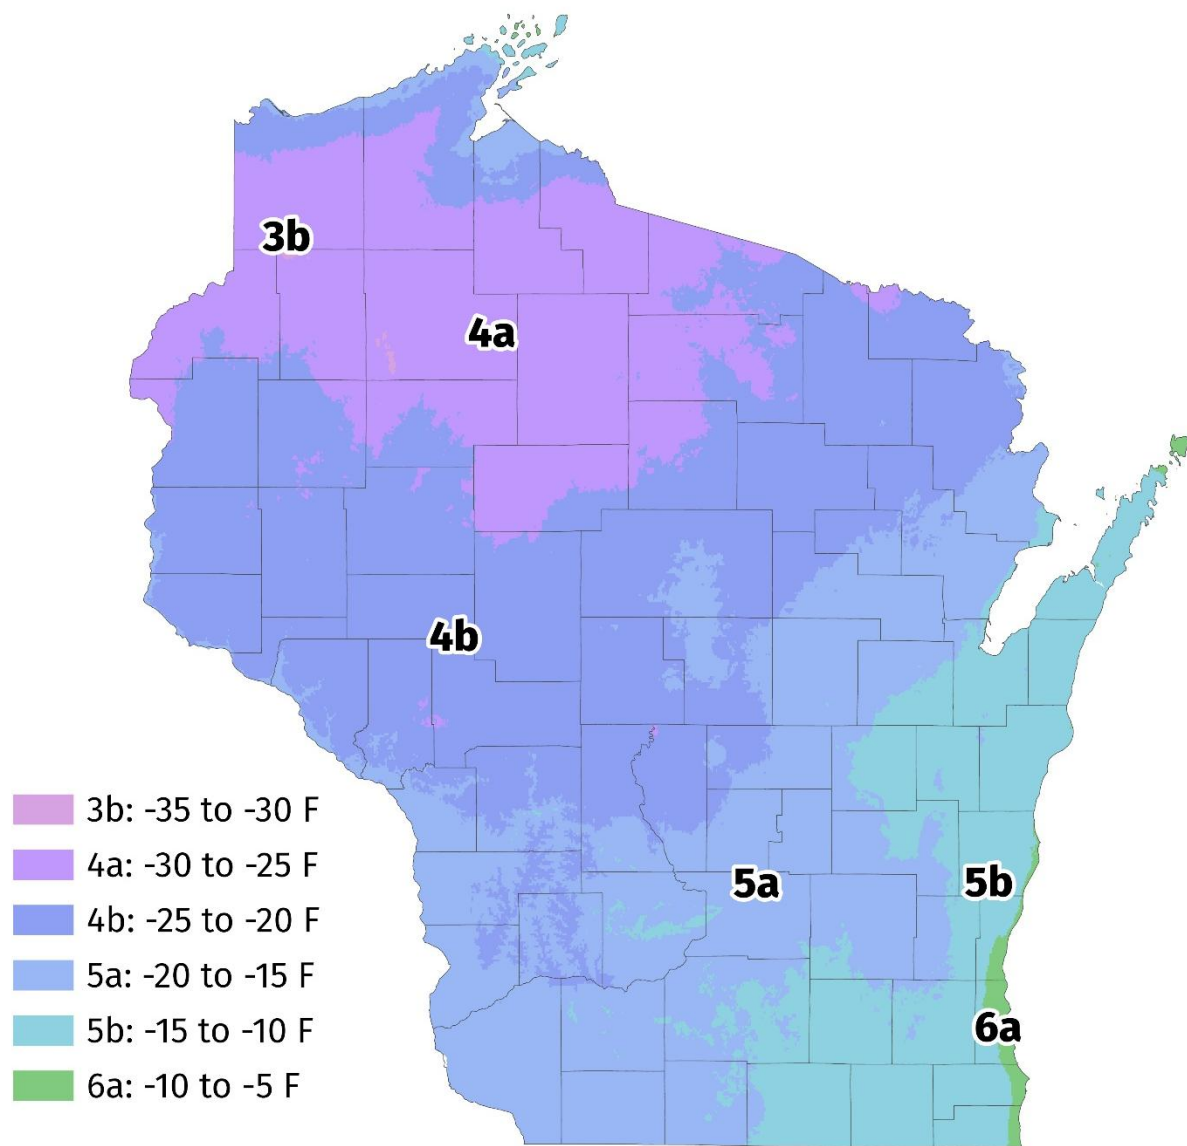 3b
4a
4b
3b: -35 to -30 F
4a: -30 to -25 F
4b: -25 to -20 F
5a: -20 to -15 F
5b: -15 to -10 F
6a: -10 to -5 F
5a
5b
6a